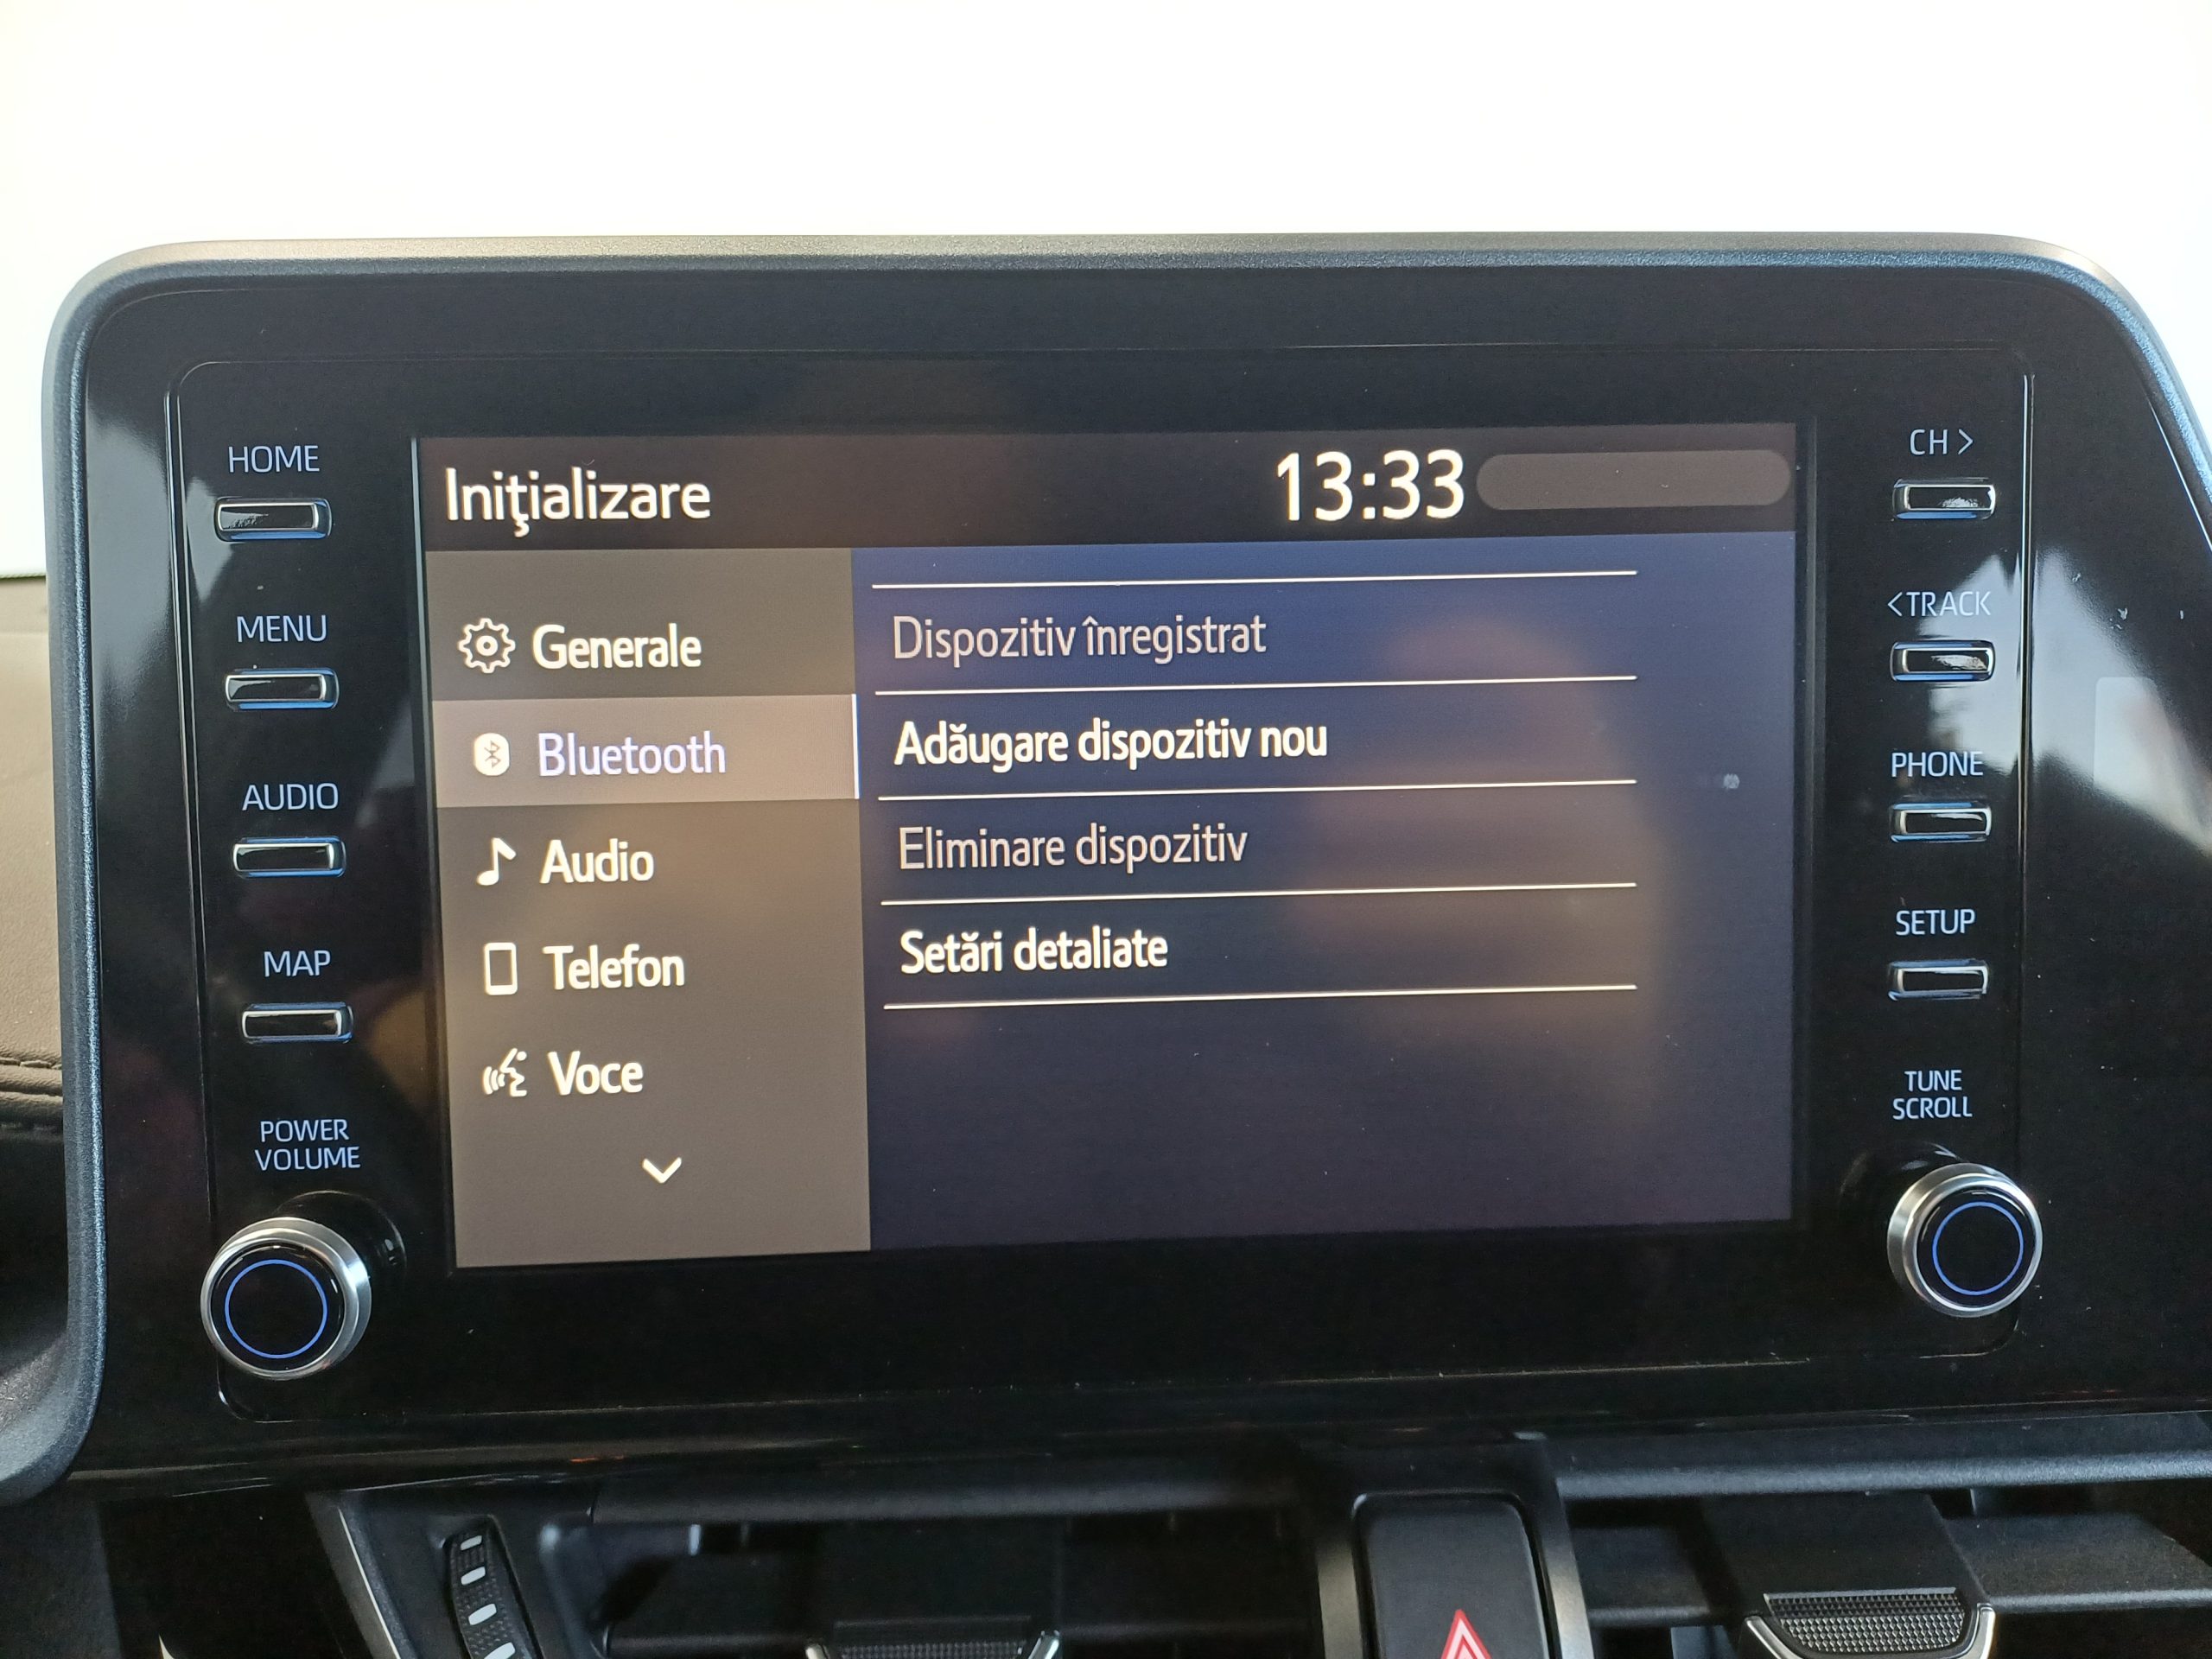 HOME
MENU
AUDIO
MAP
POWER
VOLUME
Iniţializare
13:33
Generale
Bluetooth
Audio
Telefon
Voce
Dispozitiv înregistrat
Adăugare dispozitiv nou
Eliminare dispozitiv
Setări detaliate
CH >
< TRACK
PHONE
SETUP
TUNE
SCROLL